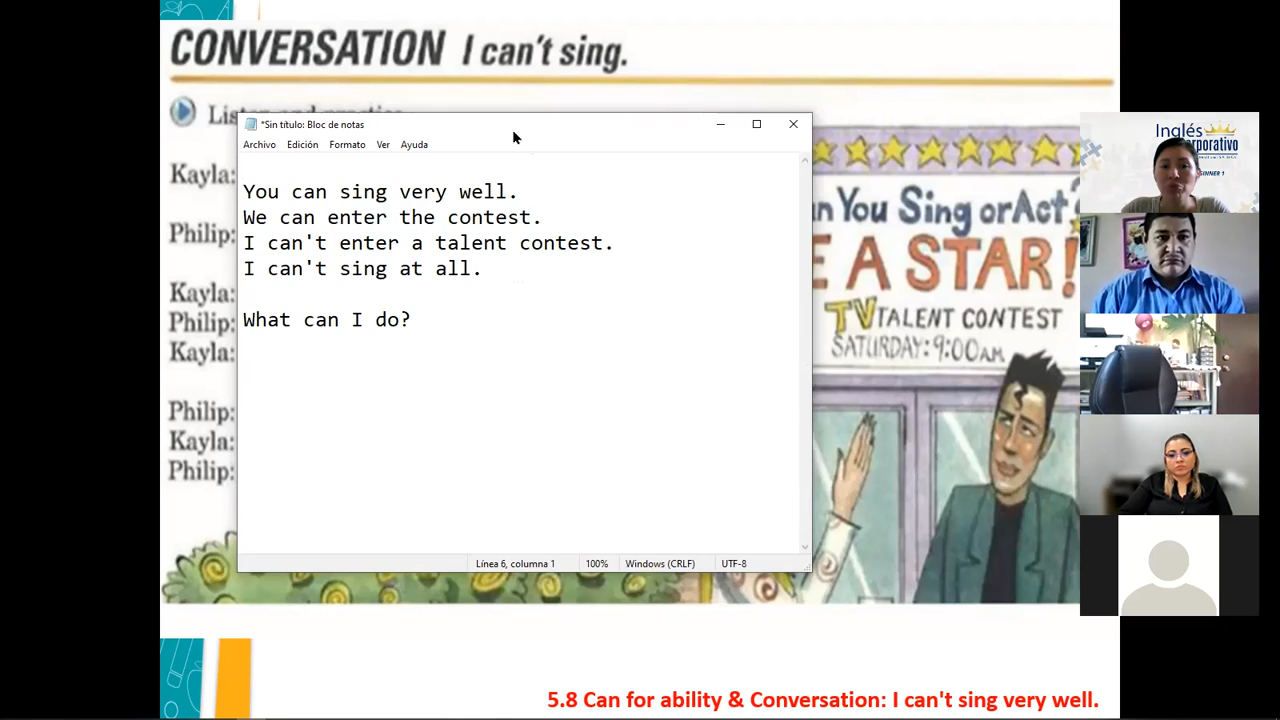 CONVERSATION I can't sing.
*Sin título: Bloc de notas
Archivo Edición Formato Ver Ayuda
You can sing very well.
We can enter the contest.
I can't enter a talent contest.
I can't sing at all.
What can I do?
Línea 6, columna 1 100% Windows (CRLF) UTF-8
Kayla:
Philip:
Kayla:
Philip:
Kayla:
Philip:
Kayla:
Philip:
You Sing or Act?
A STAR!
TV TALENT CONTEST
SATURDAY: 9:00 AM
Inglés
5.8 Can for ability & Conversation: I can't sing very well.